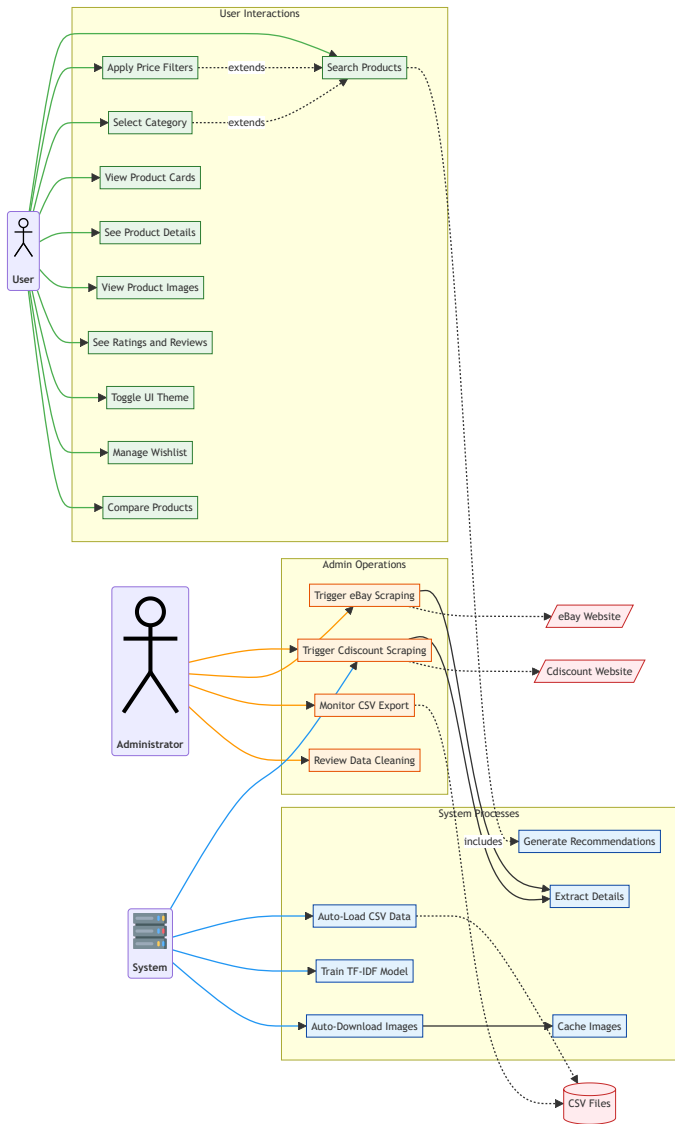 User Interactions
Apply Price Filters
extends
Search Products
Select Category
extends
View Product Cards
See Product Details
User
View Product Images
See Ratings and Reviews
Toggle UI Theme
Manage Wishlist
Compare Products
Admin Operations
Trigger eBay Scraping
eBay Website
Trigger Cdiscount Scraping
Cdiscount Website
Monitor CSV Export
Administrator
Review Data Cleaning
System Processes
includes
Generate Recommendations
Extract Details
Auto-Load CSV Data
System
Train TF-IDF Model
Auto-Download Images
Cache Images
CSV Files